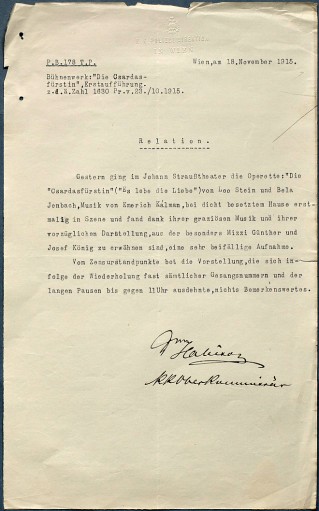 P.B.178 T.P.
Wien, am 18.November 1915.
Bühnenwerk:"Die Csardas-
fürstin",Erstaufführung.
z.d.Z.Zahl 1630 Pr.v.23./10.1915.
Relation.
Gestern ging im Johann Straußtheater die Operette:"Die
"Csardasfürstin"("Es lebe die Liebe")von Leo Stein und Bela
Jenbach,Musik von Emerich Kálman,bei dicht besetztem Hause erst-
malig in Szene und fand dank ihrer graziösen Musik und ihrer
vorzüglichen Darstellung,aus der besonders Mizzi Günther und
Josef König zu erwähnen sind,eine sehr beifällige Aufnahme.
Vom Zensurstandpunkte bot die Vorstellung,die sich in-
folge der Wiederholung fast sämtlicher Gesangsnummern und der
langen Pausen bis gegen 11Uhr ausdehnte,nichts Bemerkenswertes.
KK Oberkommissär